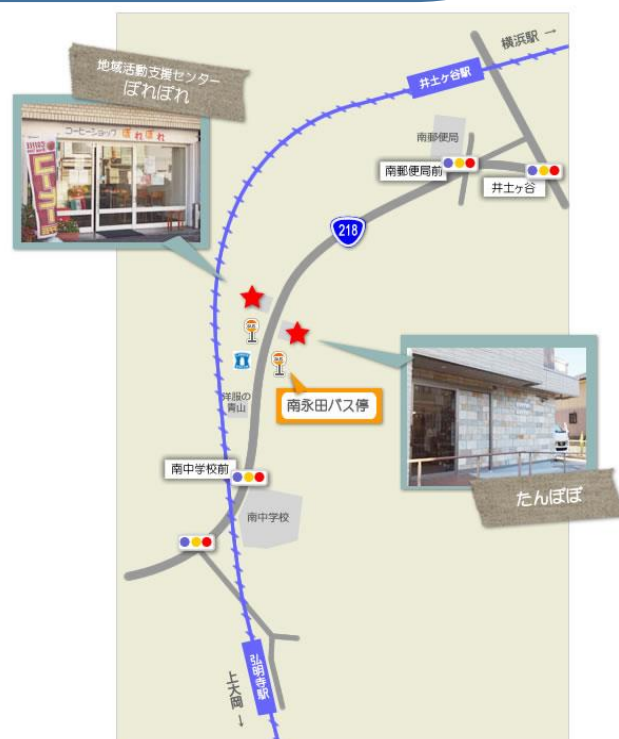 横浜駅 →
地域活動支援センター
ぽれぽれ
井土ヶ谷駅
コーヒーショップ ぽれぽれ
コーヒー
南郵便局
南郵便局前
井土ヶ谷
218
洋服の
青山
南永田バス停
南中学校前
南中学校
たんぽぽ
弘明寺駅
上大岡 ↓